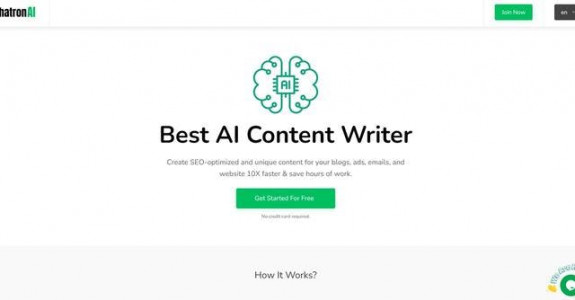 hatronAI
Join Now
en
AI
Best AI Content Writer
Create SEO-optimized and unique content for your blogs, ads, emails, and
website 10X faster & save hours of work.
Get Started For Free
No credit card required
How It Works?